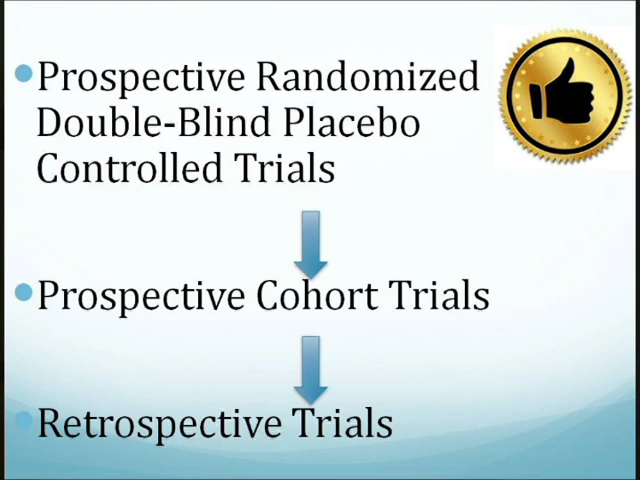 Prospective Randomized
Double-Blind Placebo
Controlled Trials
Prospective Cohort Trials
Retrospective Trials